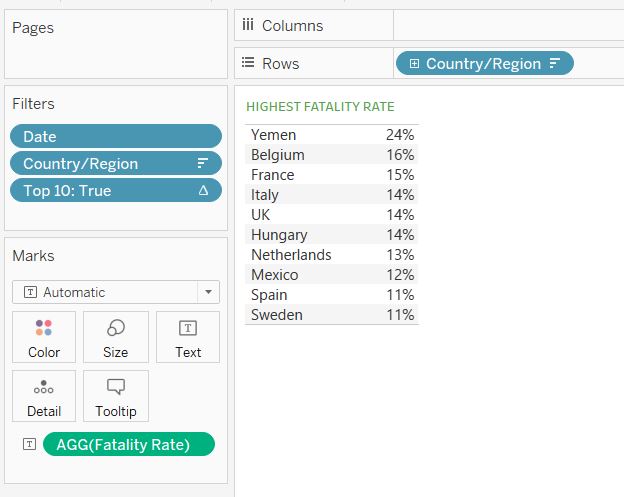 Pages
Columns
Rows
Country/Region
Filters
Date
Country/Region
Top 10: True
Marks
T Automatic
Color Size T Text
Detail Tooltip
T AGG(Fatality Rate)
HIGHEST FATALITY RATE
Yemen 24%
Belgium 16%
France 15%
Italy 14%
UK 14%
Hungary 14%
Netherlands 13%
Mexico 12%
Spain 11%
Sweden 11%